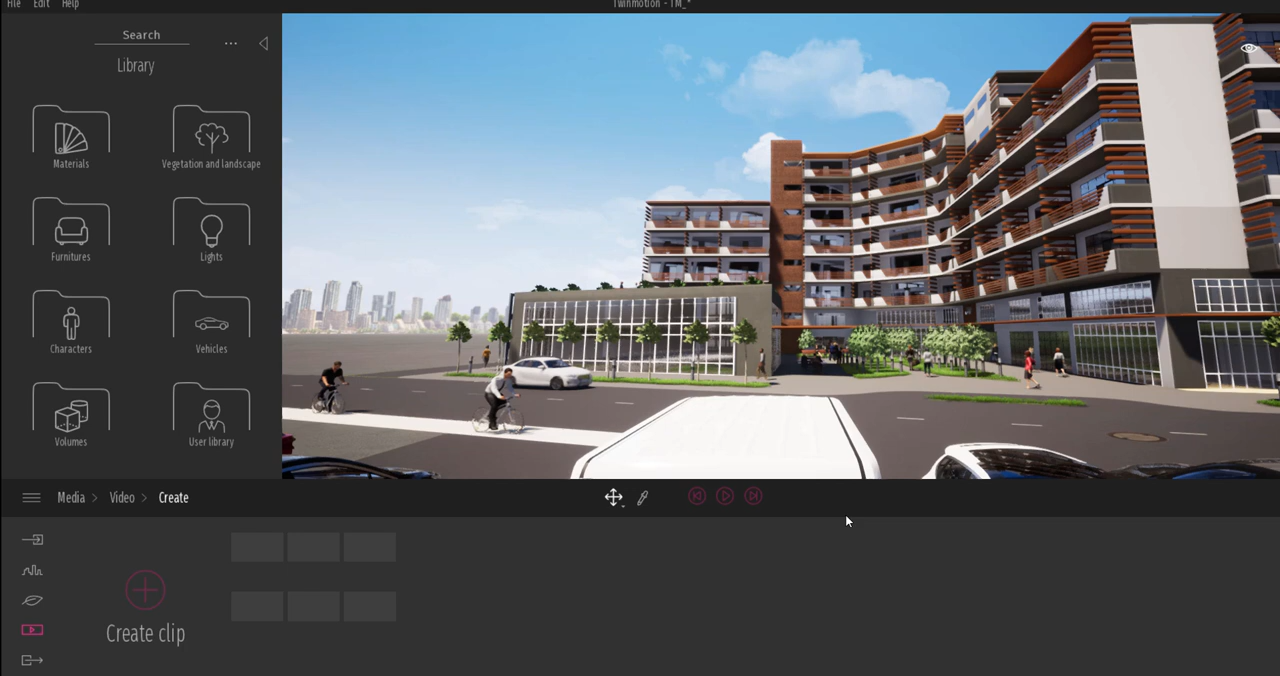 File Edit Help
Twinmotion - TM_*
Search
...
Library
Materials
Vegetation and landscape
Furnitures
Lights
Characters
Vehicles
Volumes
User library
Media > Video > Create
Create clip